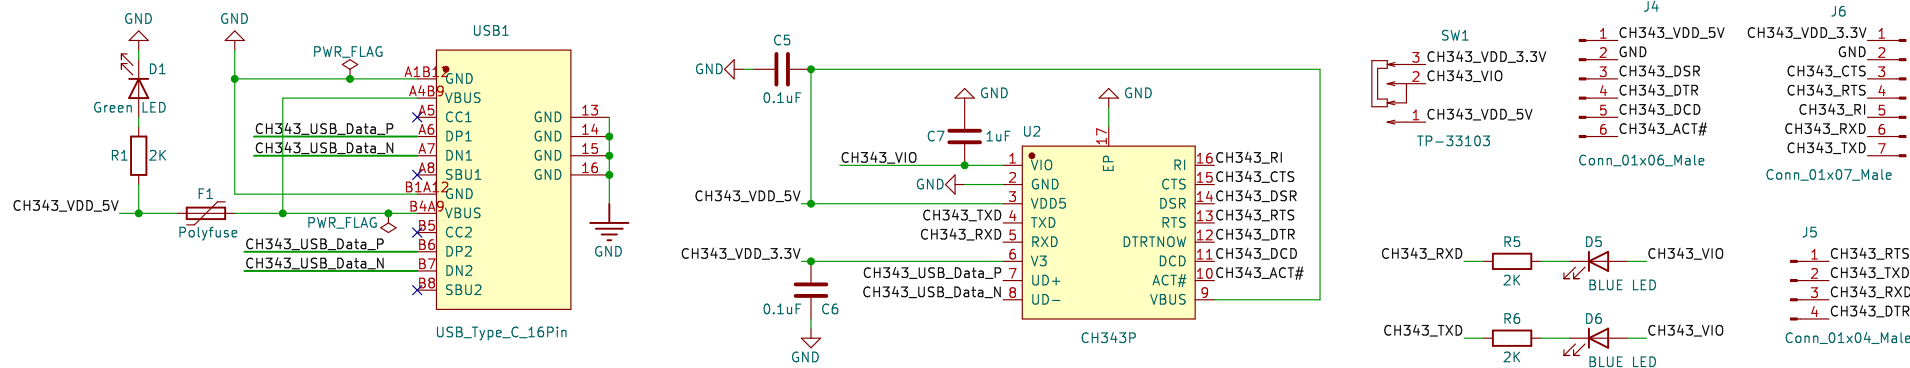 GND
GND
D1
Green LED
R1
2K
CH343_VDD_5V
F1
Polyfuse
PWR_FLAG
PWR_FLAG
CH343_USB_Data_P
CH343_USB_Data_N
CH343_USB_Data_P
CH343_USB_Data_N
USB1
A1B12 GND
A4B9 VBUS
A5 CC1
A6 DP1
A7 DN1
A8 SBU1
B1A12 GND
B4A9 VBUS
B5 CC2
B6 DP2
B7 DN2
B8 SBU2
GND 13
GND 14
GND 15
GND 16
GND
USB_Type_C_16Pin
C5
GND
0.1uF
GND
C7
1uF
GND
U2
CH343_VIO
GND
CH343_VDD_5V
CH343_TXD
CH343_RXD
CH343_VDD_3.3V
CH343_USB_Data_P
CH343_USB_Data_N
0.1uF C6
GND
17
EP
1 VIO
2 GND
3 VDD5
4 TXD
5 RXD
6 V3
7 UD+
8 UD-
RI 16 CH343_RI
CTS 15 CH343_CTS
DSR 14 CH343_DSR
RTS 13 CH343_RTS
DTRTNOW 12 CH343_DTR
DCD 11 CH343_DCD
ACT# 10 CH343_ACT#
VBUS 9
CH343P
SW1
3 CH343_VDD_3.3V
2 CH343_VIO
1 CH343_VDD_5V
TP-33103
J4
1 CH343_VDD_5V
2 GND
3 CH343_DSR
4 CH343_DTR
5 CH343_DCD
6 CH343_ACT#
Conn_01x06_Male
J6
CH343_VDD_3.3V 1
GND 2
CH343_CTS 3
CH343_RTS 4
CH343_RI 5
CH343_RXD 6
CH343_TXD 7
Conn_01x07_Male
CH343_RXD
R5
2K
D5
BLUE LED
CH343_VIO
CH343_TXD
R6
2K
D6
BLUE LED
CH343_VIO
J5
1 CH343_RTS
2 CH343_TXD
3 CH343_RXD
4 CH343_DTR
Conn_01x04_Male